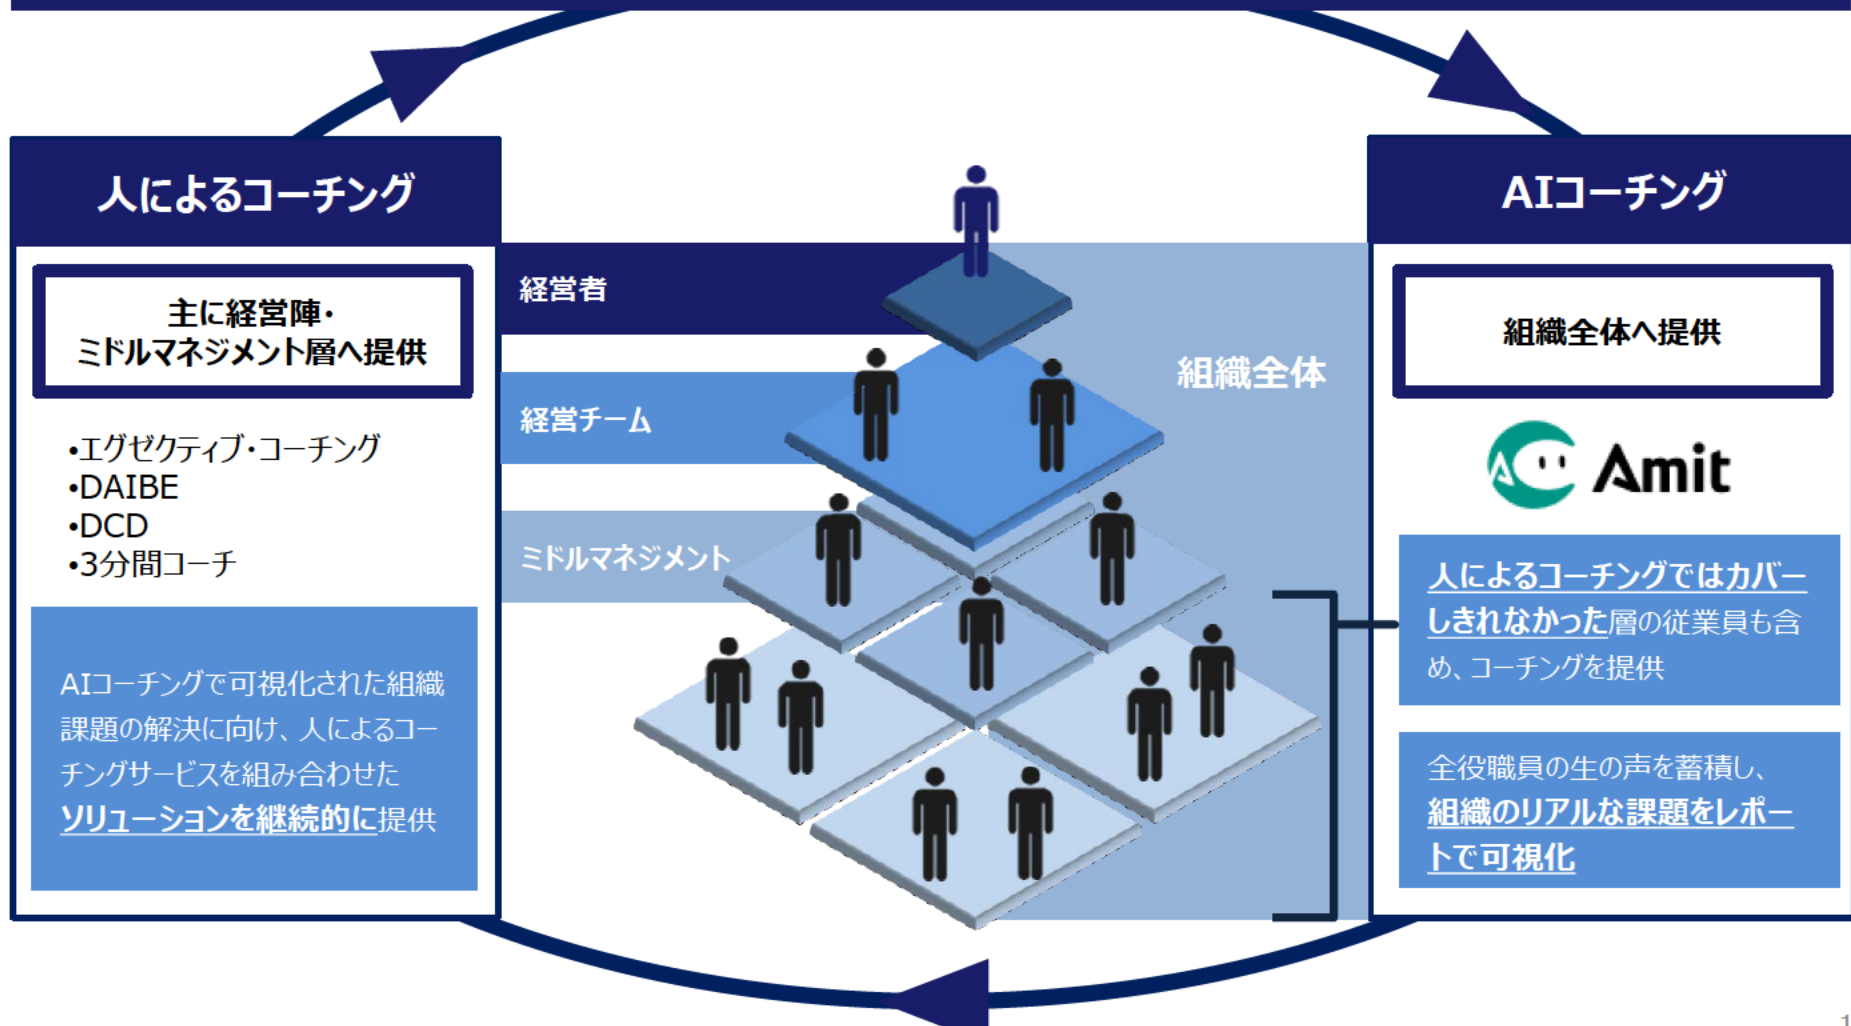 人によるコーチング
主に経営陣・
ミドルマネジメント層へ提供
•エグゼクティブ・コーチング
•DAIBE
•DCD
•3分間コーチ
AIコーチングで可視化された組織
課題の解決に向け、人によるコー
チングサービスを組み合わせた
ソリューションを継続的に提供
経営者
経営チーム
ミドルマネジメント
組織全体
AIコーチング
組織全体へ提供
Amit
人によるコーチングではカバー
しきれなかった層の従業員も含
め、コーチングを提供
全役職員の生の声を蓄積し、
組織のリアルな課題をレポー
トで可視化